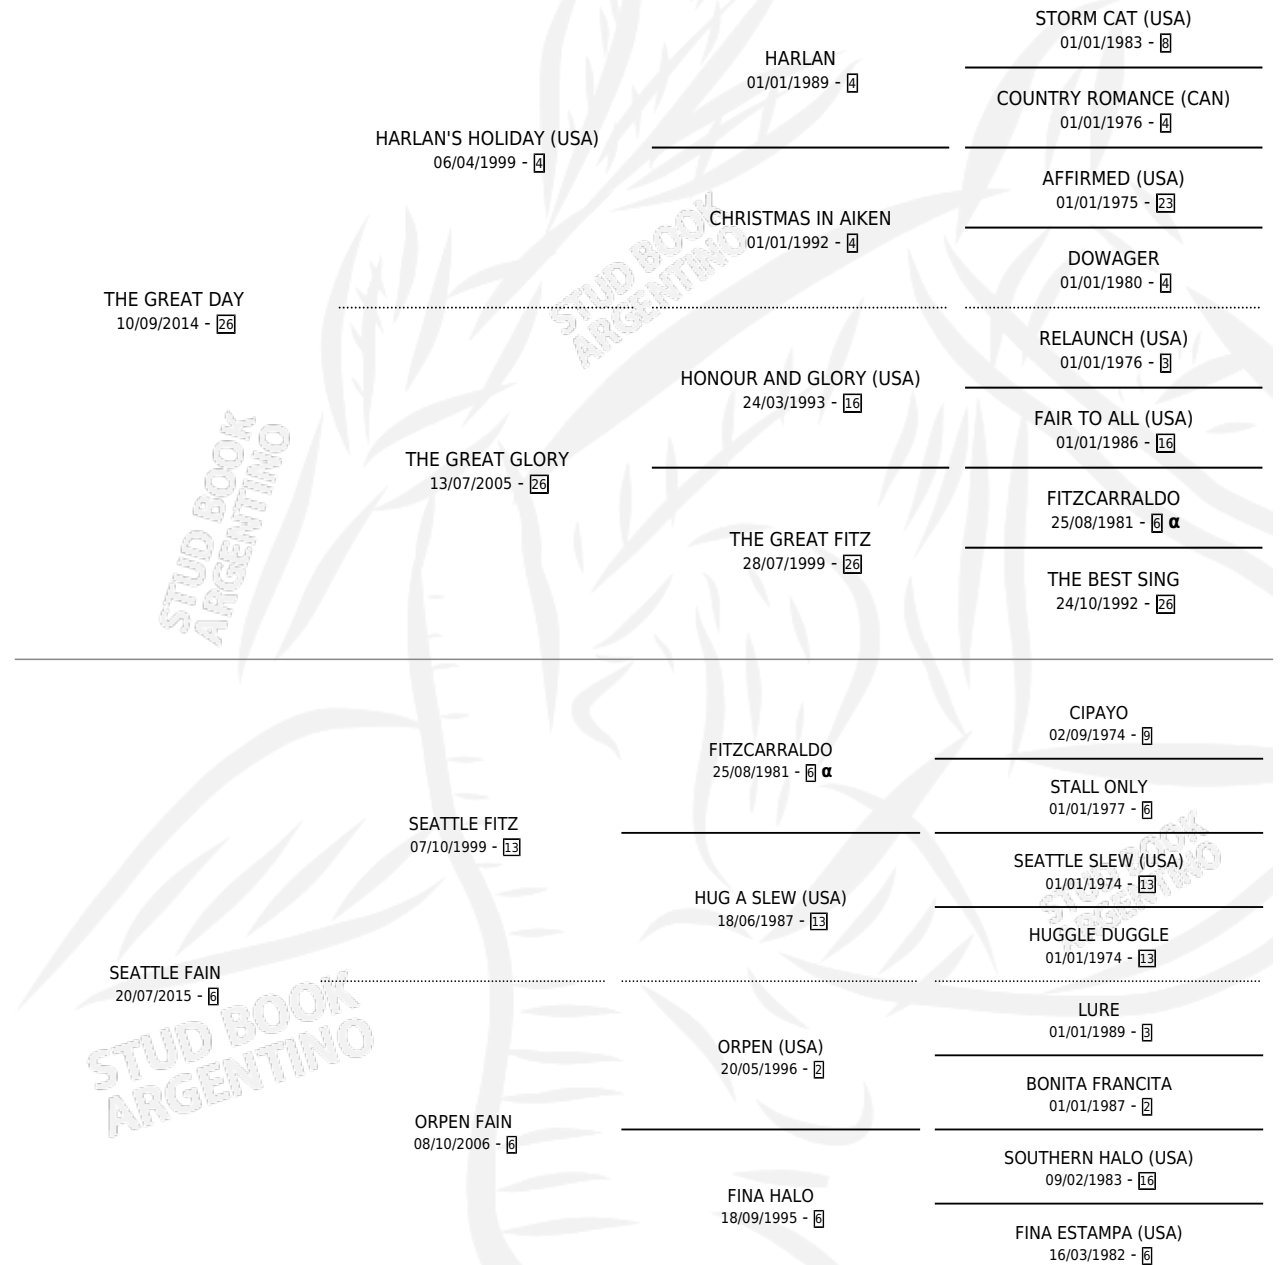 STORM CAT (USA)
01/01/1983 - 8
HARLAN
01/01/1989 - 4
COUNTRY ROMANCE (CAN)
01/01/1976 - 4
HARLAN'S HOLIDAY (USA)
06/04/1999 - 4
AFFIRMED (USA)
01/01/1975 - 23
CHRISTMAS IN AIKEN
01/01/1992 - 4
DOWAGER
01/01/1980 - 4
THE GREAT DAY
10/09/2014 - 26
RELAUNCH (USA)
01/01/1976 - 3
HONOUR AND GLORY (USA)
24/03/1993 - 16
FAIR TO ALL (USA)
01/01/1986 - 16
THE GREAT GLORY
13/07/2005 - 26
FITZCARRALDO
25/08/1981 - 6 α
THE GREAT FITZ
28/07/1999 - 26
THE BEST SING
24/10/1992 - 26
CIPAYO
02/09/1974 - 9
FITZCARRALDO
25/08/1981 - 6 α
STALL ONLY
01/01/1977 - 6
SEATTLE FITZ
07/10/1999 - 13
SEATTLE SLEW (USA)
01/01/1974 - 13
HUG A SLEW (USA)
18/06/1987 - 13
HUGGLE DUGGLE
01/01/1974 - 13
SEATTLE FAIN
20/07/2015 - 6
LURE
01/01/1989 - 3
ORPEN (USA)
20/05/1996 - 2
BONITA FRANCITA
01/01/1987 - 2
ORPEN FAIN
08/10/2006 - 6
SOUTHERN HALO (USA)
09/02/1983 - 16
FINA HALO
18/09/1995 - 6
FINA ESTAMPA (USA)
16/03/1982 - 6
STUD BOOK
ARGENTINO
STUD BOOK
ARGENTINO
STUD BOOK
ARGENTINO
STUD BOOK
ARGENTINO